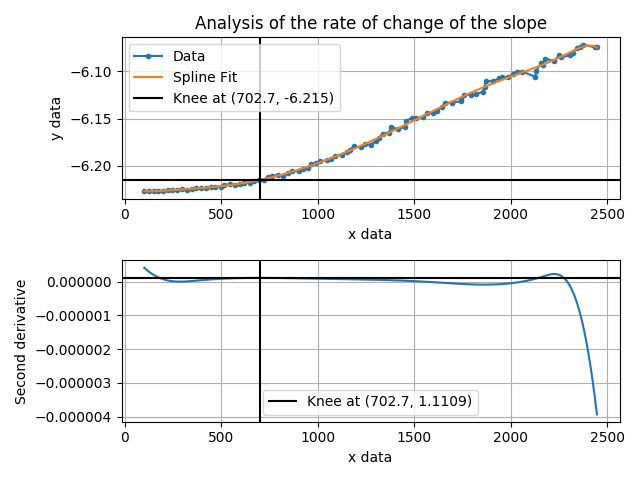 Analysis of the rate of change of the slope
Data
Spline Fit
Knee at (702.7, -6.215)
y data
−6.10
−6.15
−6.20
0
500
1000
1500
2000
2500
x data
Second derivative
0.000000
−0.000001
−0.000002
−0.000003
−0.000004
Knee at (702.7, 1.1109)
0
500
1000
1500
2000
2500
x data